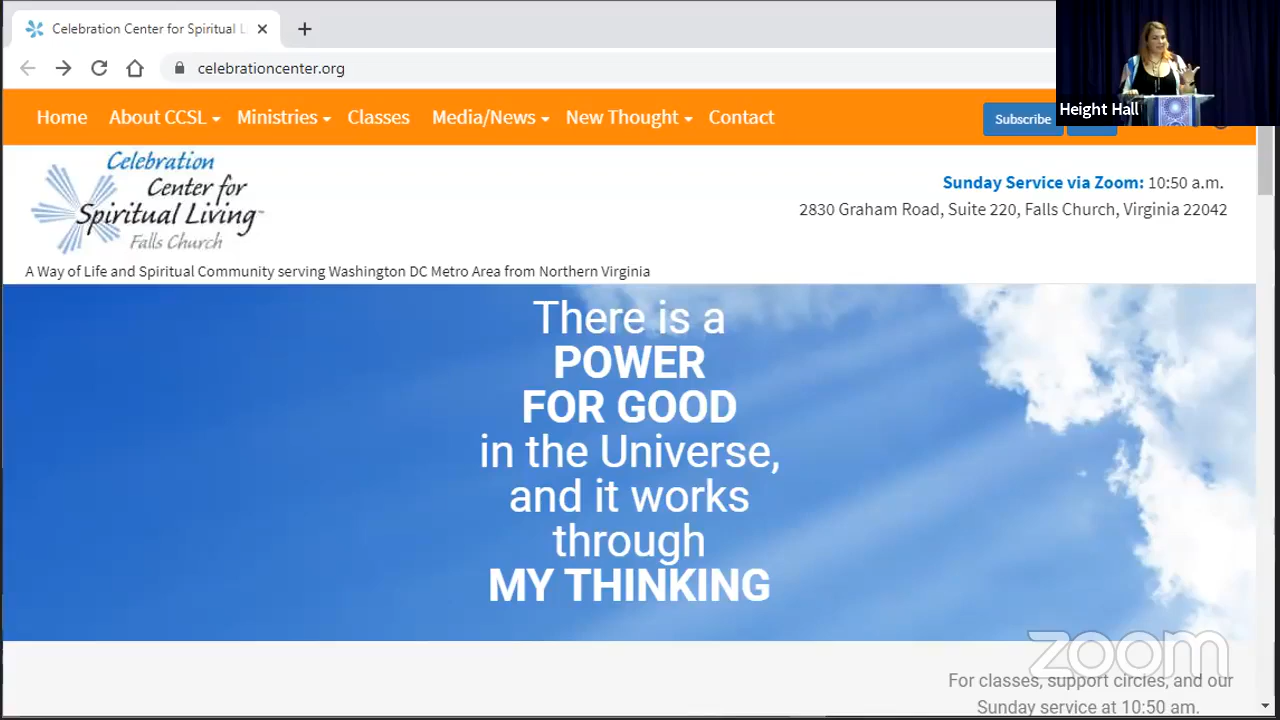 Celebration Center for Spiritual L
celebrationcenter.org
Height Hall
Home About CCSL Ministries Classes Media/News New Thought Contact
Subscribe
Celebration
Center for
Spiritual Living™
Falls Church
Sunday Service via Zoom: 10:50 a.m.
2830 Graham Road, Suite 220, Falls Church, Virginia 22042
A Way of Life and Spiritual Community serving Washington DC Metro Area from Northern Virginia
There is a
POWER
FOR GOOD
in the Universe,
and it works
through
MY THINKING
zoom
For classes, support circles, and our
Sunday service at 10:50 am.